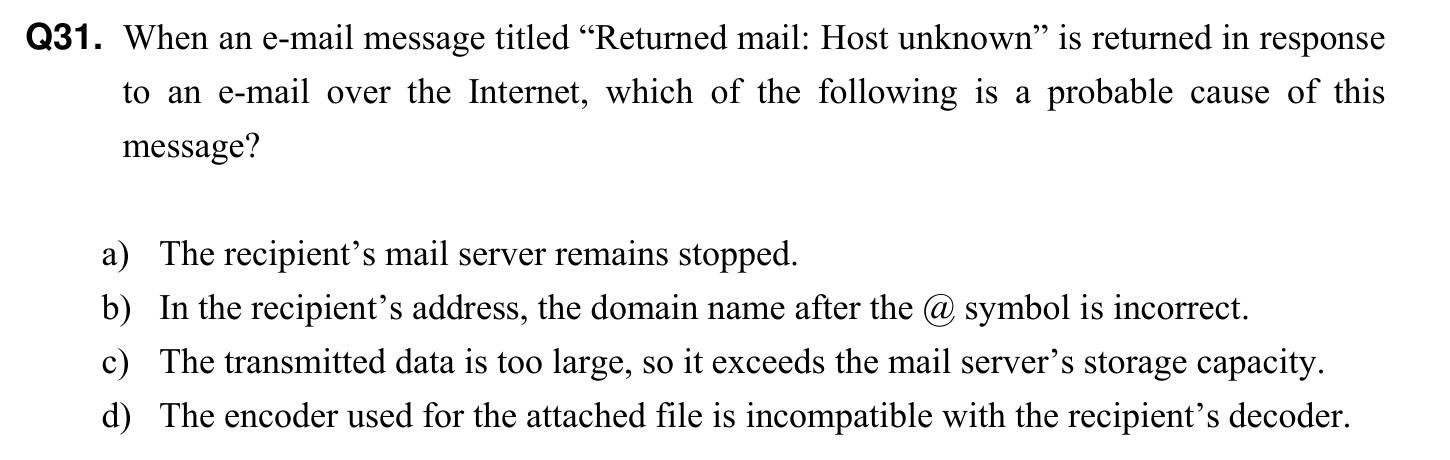 Q31. When an e-mail message titled “Returned mail: Host unknown” is returned in response
to an e-mail over the Internet, which of the following is a probable cause of this
message?
a) The recipient’s mail server remains stopped.
b) In the recipient’s address, the domain name after the @ symbol is incorrect.
c) The transmitted data is too large, so it exceeds the mail server’s storage capacity.
d) The encoder used for the attached file is incompatible with the recipient’s decoder.